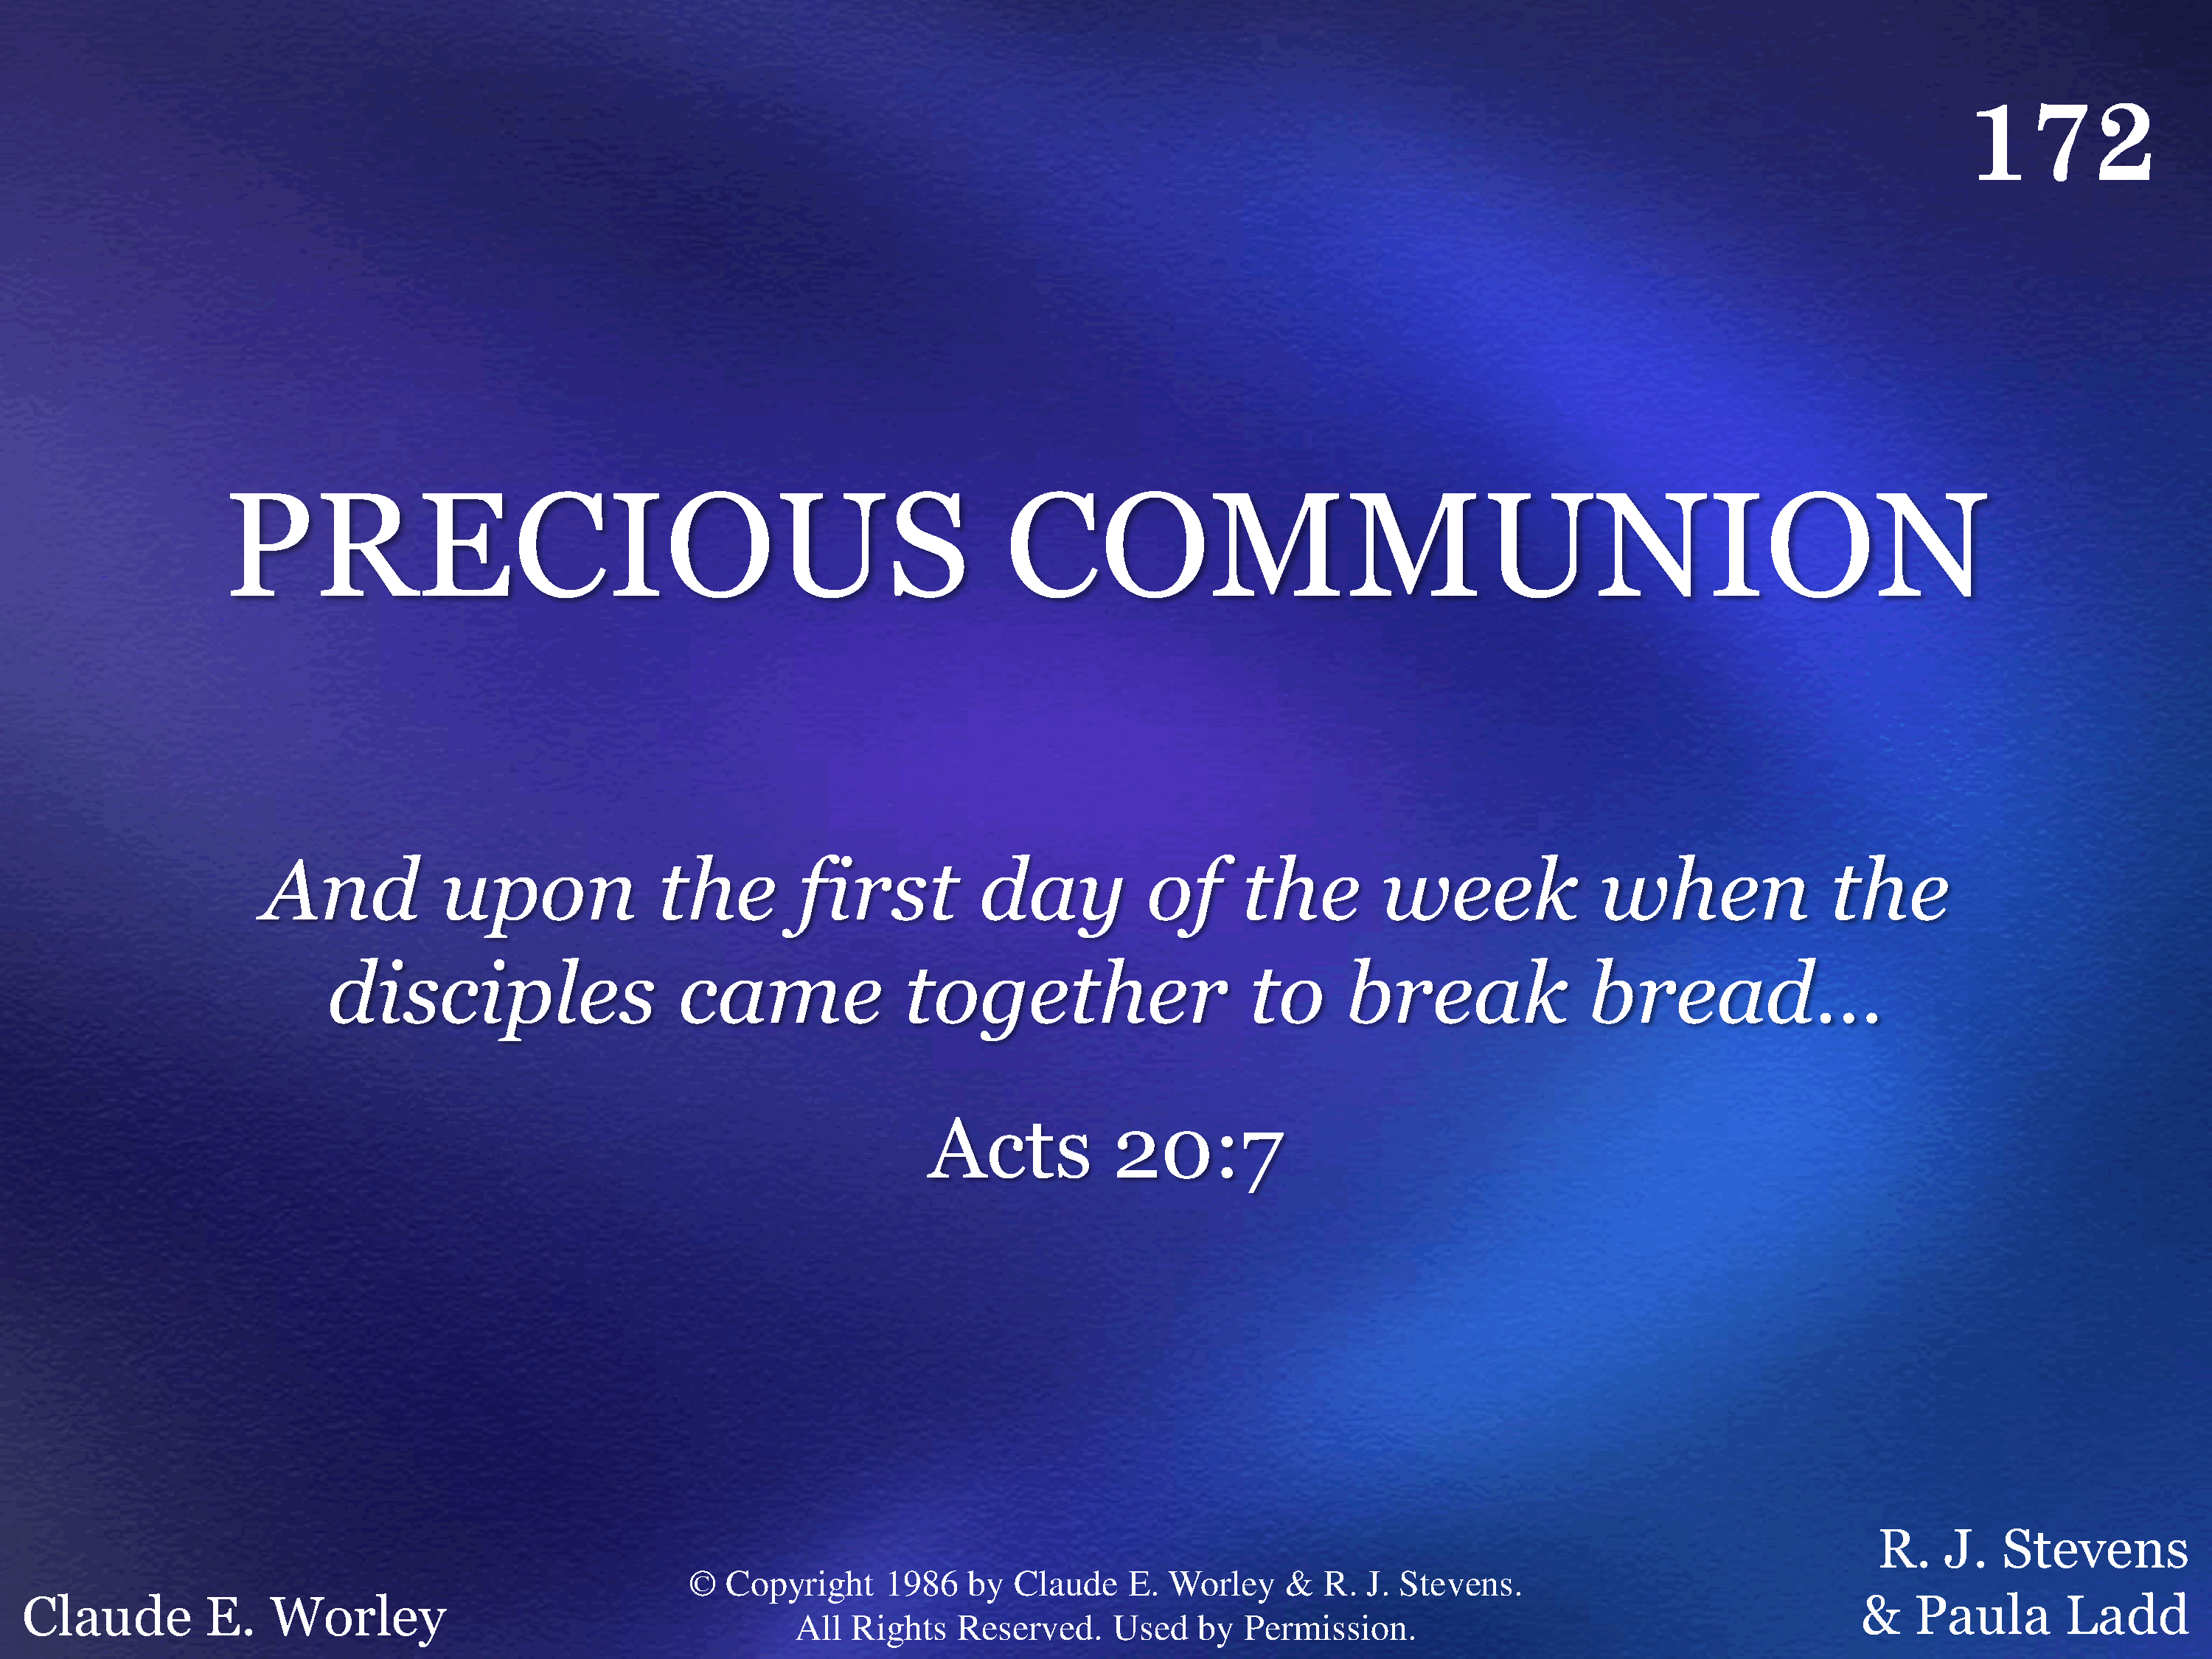 172
PRECIOUS COMMUNION
And upon the first day of the week when the
disciples came together to break bread...
Acts 20:7
Claude E. Worley
© Copyright 1986 by Claude E. Worley & R. J. Stevens.
All Rights Reserved. Used by Permission.
R. J. Stevens
& Paula Ladd